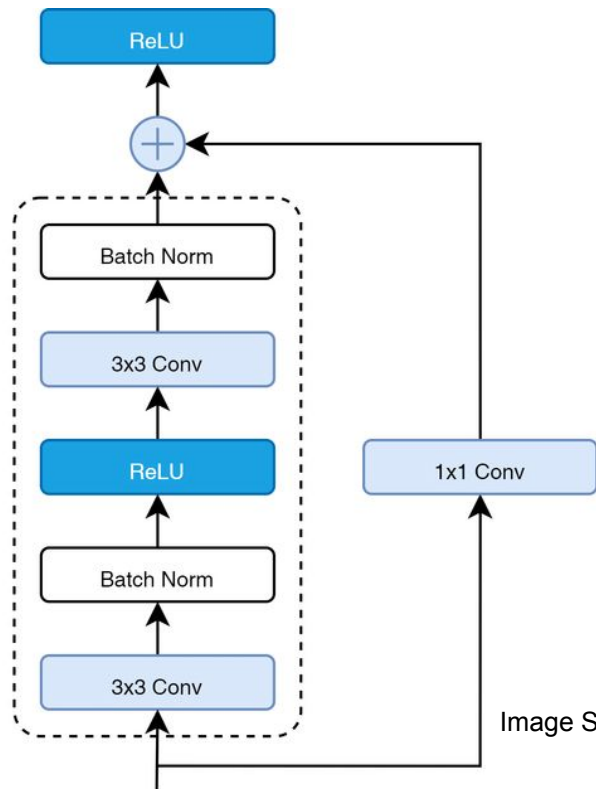 ReLU
Batch Norm
3x3 Conv
ReLU
1x1 Conv
Batch Norm
3x3 Conv
Image S